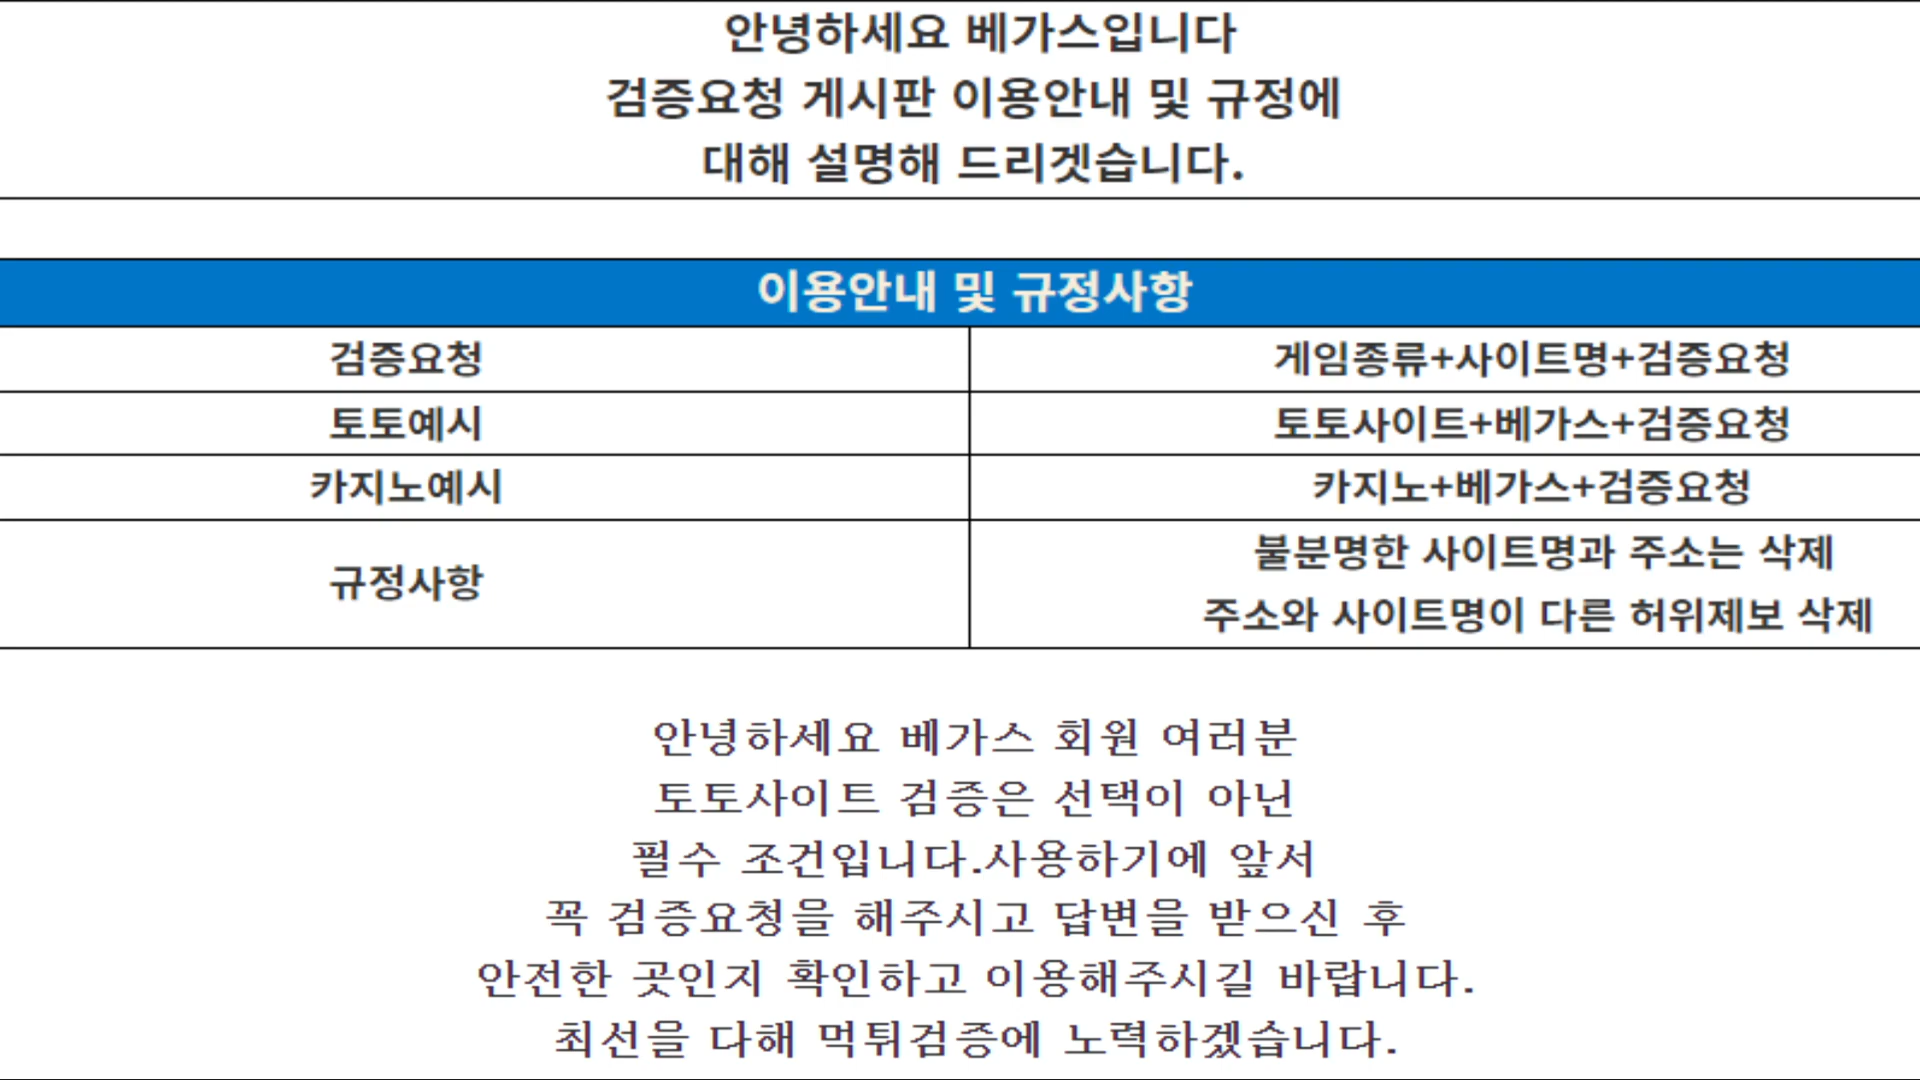 안녕하세요 베가스입니다
검증요청 게시판 이용안내 및 규정에
대해 설명해 드리겟습니다.
이용안내 및 규정사항
검증요청
게임종류+사이트명+검증요청
토토예시
토토사이트+베가스+검증요청
카지노예시
카지노+베가스+검증요청
규정사항
불분명한 사이트명과 주소는 삭제
주소와 사이트명이 다른 허위제보 삭제
안녕하세요 베가스 회원 여러분
토토사이트 검증은 선택이 아닌
필수 조건입니다.사용하기에 앞서
꼭 검증요청을 해주시고 답변을 받으신 후
안전한 곳인지 확인하고 이용해주시길 바랍니다.
최선을 다해 먹튀검증에 노력하겠습니다.